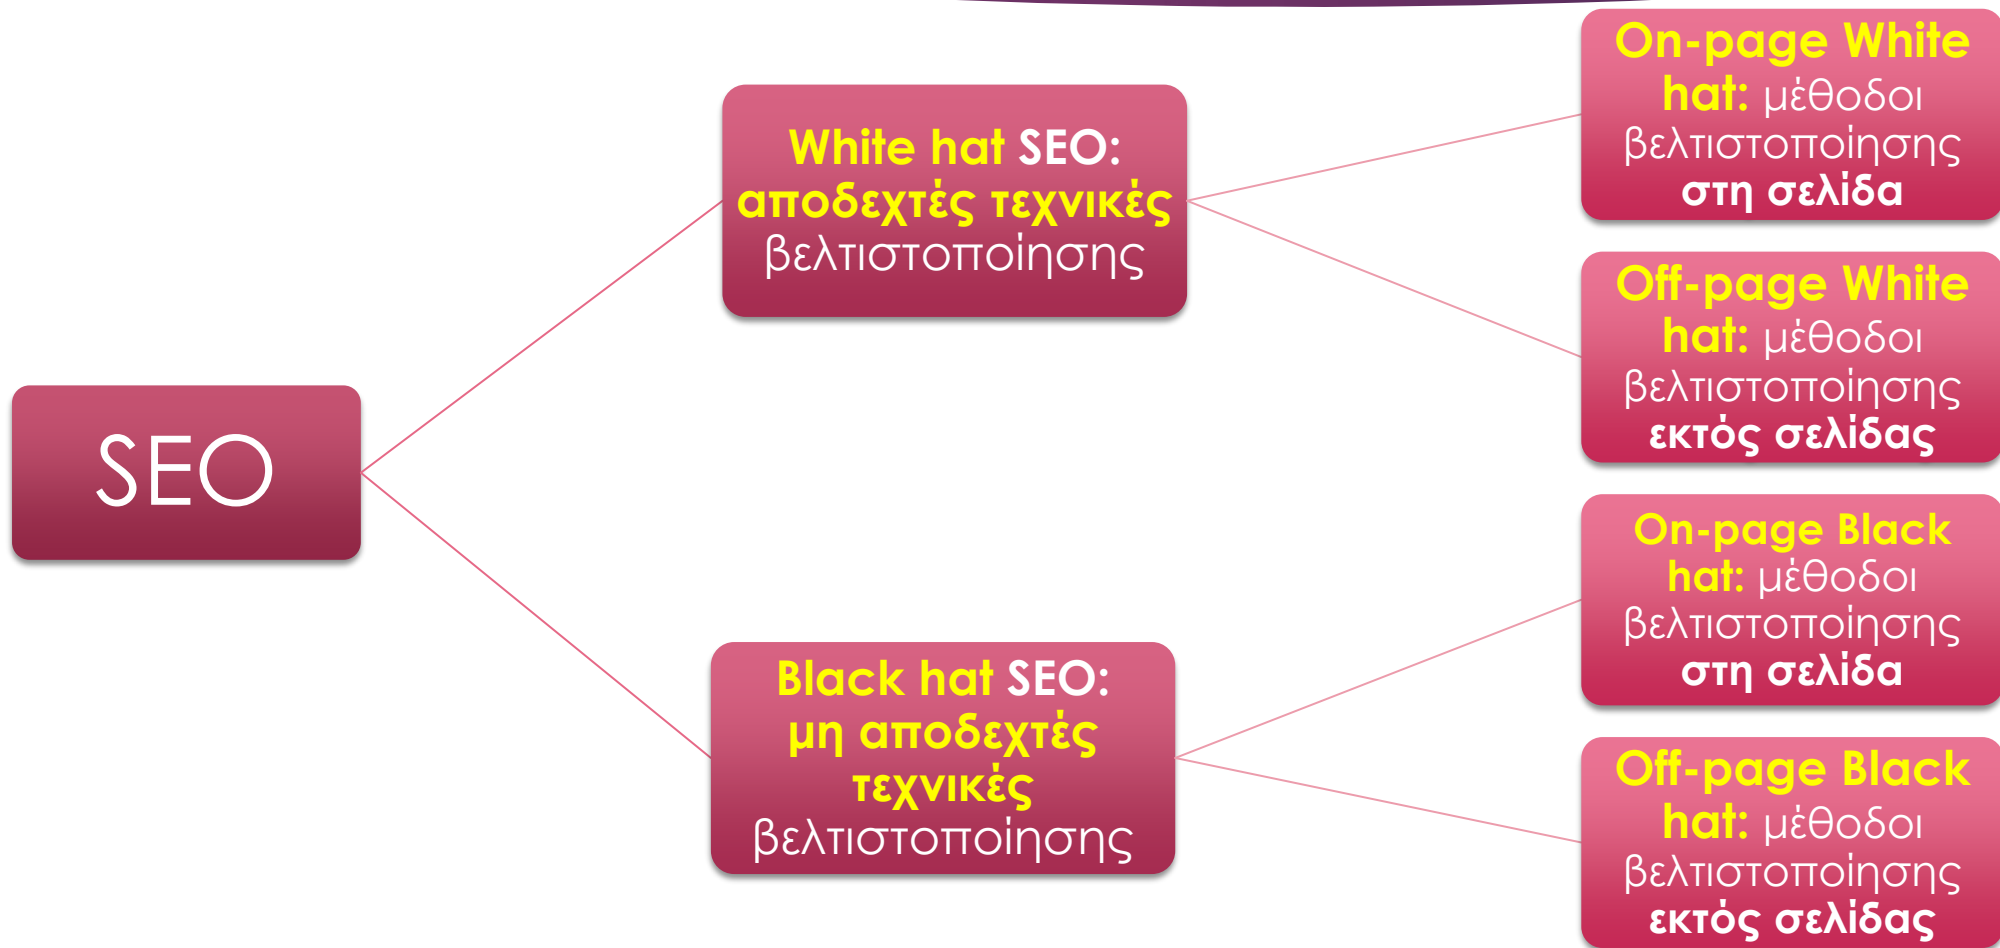 SEO
White hat SEO:
αποδεχτές τεχνικές
βελτιστοποίησης
Black hat SEO:
μη αποδεχτές
τεχνικές
βελτιστοποίησης
On-page White
hat: μέθοδοι
βελτιστοποίησης
στη σελίδα
Off-page White
hat: μέθοδοι
βελτιστοποίησης
εκτός σελίδας
On-page Black
hat: μέθοδοι
βελτιστοποίησης
στη σελίδα
Off-page Black
hat: μέθοδοι
βελτιστοποίησης
εκτός σελίδας